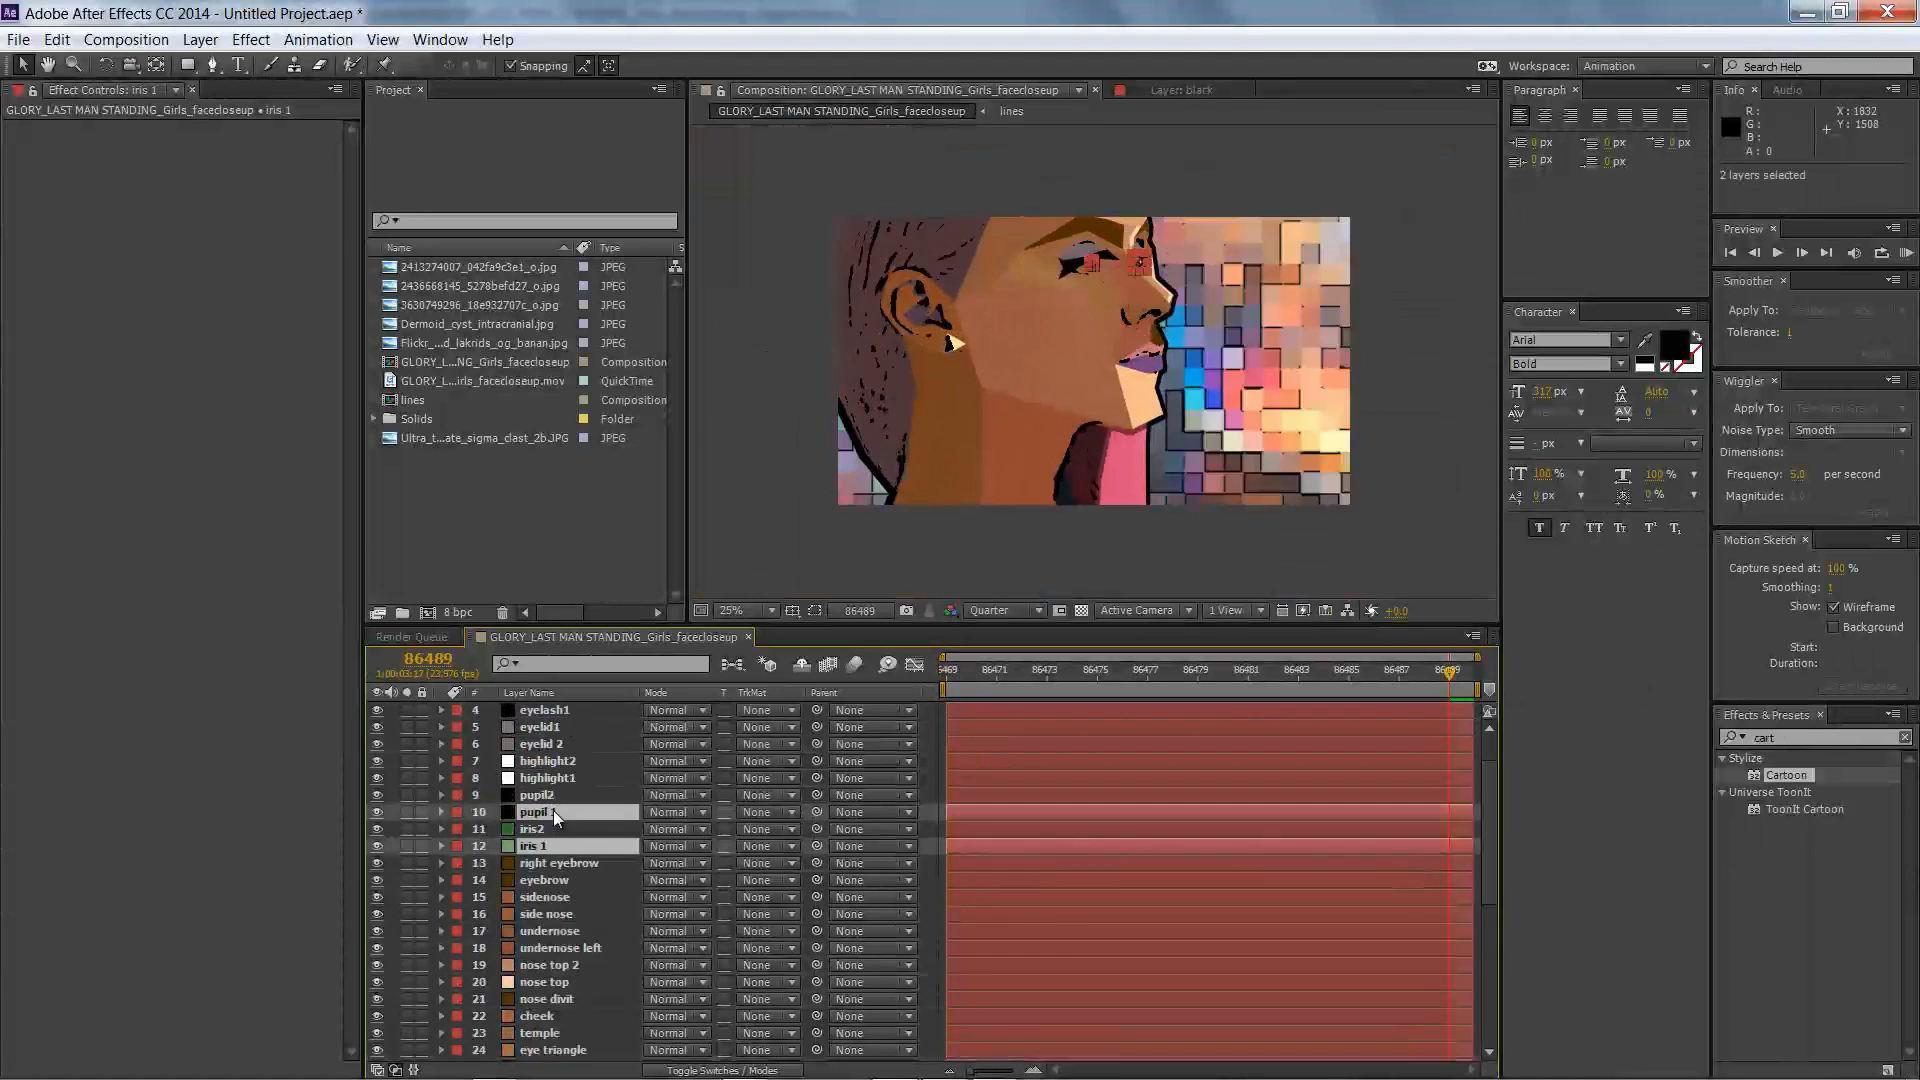 Adobe After Effects CC 2014 - Untitled Project.aep *
File Edit Composition Layer Effect Animation View Window Help
Snapping
Workspace: Animation
Search Help
Effect Controls: iris 1
GLORY_LAST MAN STANDING_Girls_facecloseup • iris 1
Project
Name Type S
2413274007_042fa9c3e1_o.jpg JPEG
2436668145_5278befd27_o.jpg JPEG
3630749296_18e932707c_o.jpg JPEG
Dermoid_cyst_intracranial.jpg JPEG
Flickr_...d_lakrids_og_banan.jpg JPEG
GLORY_L...NG_Girls_facecloseup Composition
GLORY_L...irls_facecloseup.mov QuickTime
lines Composition
Solids Folder
Ultra_t...ate_sigma_clast_2b.JPG JPEG
8 bpc
Composition: GLORY_LAST MAN STANDING_Girls_facecloseup
Layer: black
GLORY_LAST MAN STANDING_Girls_facecloseup lines
25% 86489 Quarter Active Camera 1 View +0.0
Paragraph
0 px 0 px 0 px
0 px 0 px
Character
Arial
Bold
317 px Auto
0
- px
100 % 100 %
0 px 0 %
T T TT Tt T¹ T₁
Info Audio
R :
G :
B :
A : 0
X : 1832
Y : 1508
2 layers selected
Preview
Smoother
Apply To:
Tolerance: 1
Wiggler
Apply To:
Noise Type: Smooth
Dimensions:
Frequency: 5.0 per second
Magnitude:
Motion Sketch
Capture speed at: 100 %
Smoothing: 1
Show: Wireframe
Background
Start:
Duration:
Effects & Presets
cart
Stylize
Cartoon
Universe ToonIt
ToonIt Cartoon
Render Queue
GLORY_LAST MAN STANDING_Girls_facecloseup
86489
1:00:03:17 (23.976 fps)
86471 86473 86475 86477 86479 86481 86483 86485 86487 86489
# Layer Name Mode T TrkMat Parent
4 eyelash1 Normal None None
5 eyelid1 Normal None None
6 eyelid 2 Normal None None
7 highlight2 Normal None None
8 highlight1 Normal None None
9 pupil2 Normal None None
10 pupil 1 Normal None None
11 iris2 Normal None None
12 iris 1 Normal None None
13 right eyebrow Normal None None
14 eyebrow Normal None None
15 sidenose Normal None None
16 side nose Normal None None
17 undernose Normal None None
18 undernose left Normal None None
19 nose top 2 Normal None None
20 nose top Normal None None
21 nose divit Normal None None
22 cheek Normal None None
23 temple Normal None None
24 eye triangle Normal None None
Toggle Switches / Modes